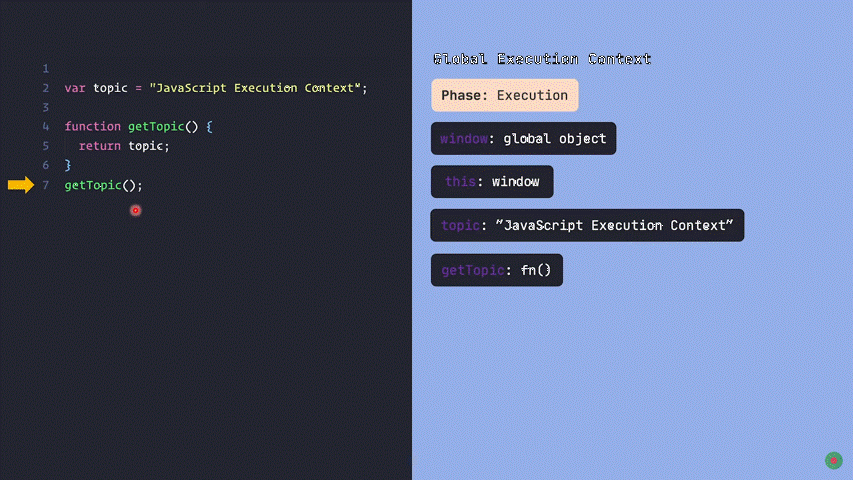 1
2 var topic = "JavaScript Execution Context";
3
4 function getTopic() {
5 return topic;
6 }
7 getTopic();
Global Execution Context
Phase: Execution
window: global object
this: window
topic: "JavaScript Execution Context"
getTopic: fn()